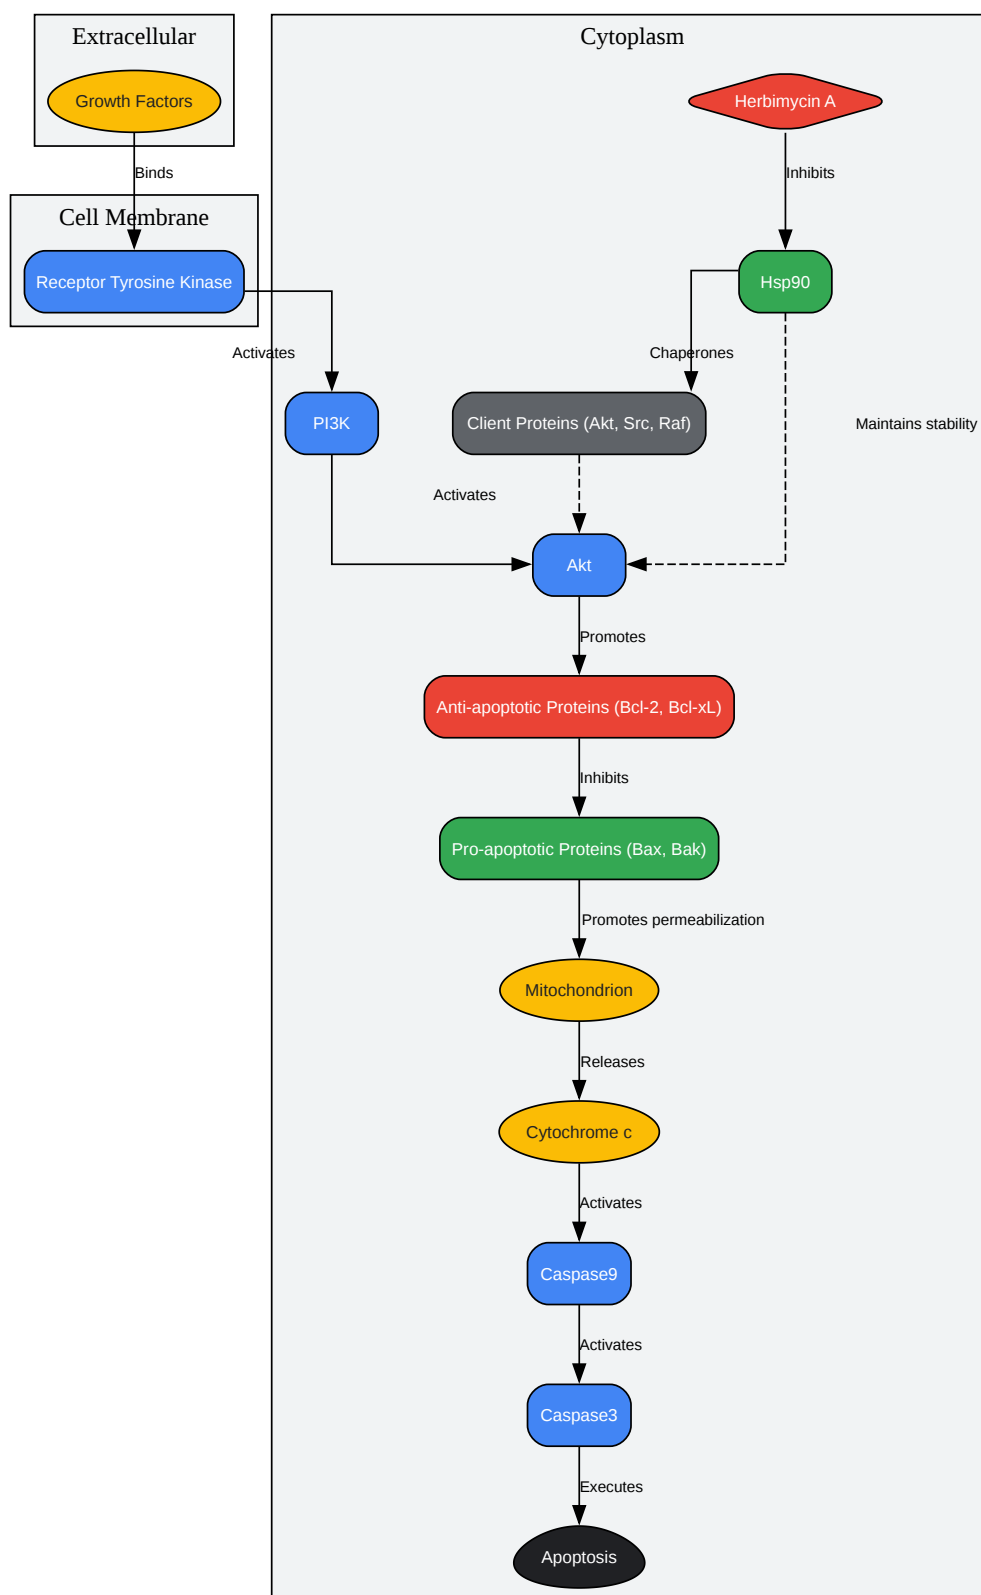 Extracellular
Cytoplasm
Growth Factors
Herbimycin A
Binds
Inhibits
Cell Membrane
Receptor Tyrosine Kinase
Hsp90
Activates
Chaperones
PI3K
Client Proteins (Akt, Src, Raf)
Maintains stability
Activates
Akt
Promotes
Anti-apoptotic Proteins (Bcl-2, Bcl-xL)
Inhibits
Pro-apoptotic Proteins (Bax, Bak)
Promotes permeabilization
Mitochondrion
Releases
Cytochrome c
Activates
Caspase9
Activates
Caspase3
Executes
Apoptosis